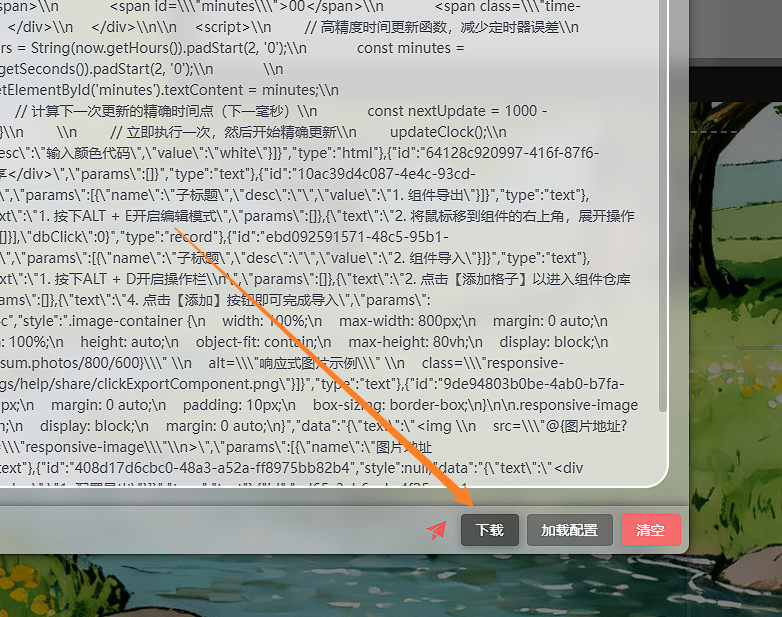 span>\\n        <span id=\\\"minutes\\\">00</span>\\n        <span class=\\\"time-
</div>\\n    </div>\\n\\n    <script>\\n        // 高精度时间更新函数，减少定时器误差\\n
rs = String(now.getHours()).padStart(2, '0');\\n            const minutes =
getSeconds()).padStart(2, '0');\\n            \\n
etElementById('minutes').textContent = minutes;\\n
// 计算下一次更新的精确时间点（下一毫秒）\\n            const nextUpdate = 1000 -
}\\n        \\n        // 立即执行一次，然后开始精确更新\\n        updateClock();\\n
esc\":\"输入颜色代码\",\"value\":\"white\"}]}","type":"html"},{"id":"64128c920997-416f-87f6-
享</div>\",\"params\":[]}","type":"text"},{"id":"10ac39d4c087-4e4c-93cd-
\",\"params\":[{\"name\":\"子标题\",\"desc\":\"\",\"value\":\"1. 组件导出\"}]}","type":"text"},
xt\":\"1. 按下ALT + E开启编辑模式\",\"params\":[]},{\"text\":\"2. 将鼠标移到组件的右上角，展开操作
[]}],\"dbClick\":0}","type":"record"},{"id":"ebd092591571-48c5-95b1-
\",\"params\":[{\"name\":\"子标题\",\"desc\":\"\",\"value\":\"2. 组件导入\"}]}","type":"text"},
xt\":\"1. 按下ALT + D开启操作栏\\n\",\"params\":[]},{\"text\":\"2. 点击【添加格子】以进入组件仓库
ams\":[]},{\"text\":\"4. 点击【添加】按钮即可完成导入\",\"params\":
c","style":".image-container {\n    width: 100%;\n    max-width: 800px;\n    margin: 0 auto;\n
: 100%;\n    height: auto;\n    object-fit: contain;\n    max-height: 80vh;\n    display: block;\n
sum.photos/800/600}\\\" \\n    alt=\\\"响应式图片示例\\\" \\n    class=\\\"responsive-
gs/help/share/clickExportComponent.png\"}]}","type":"text"},{"id":"9de94803b0be-4ab0-b7fa-
px;\n    margin: 0 auto;\n    padding: 10px;\n    box-sizing: border-box;\n}\n\n.responsive-image
n;\n    display: block;\n    margin: 0 auto;\n}","data":"{\"text\":\"<img \\n    src=\\\"@{图片地址?
=\\\"responsive-image\\\"\\n>\",\"params\":[{\"name\":\"图片地址
text"},{"id":"408d17d6cbc0-48a3-a52a-ff8975bb82b4","style":null,"data":"{\"text\":\"<div
下载
加载配置
清空